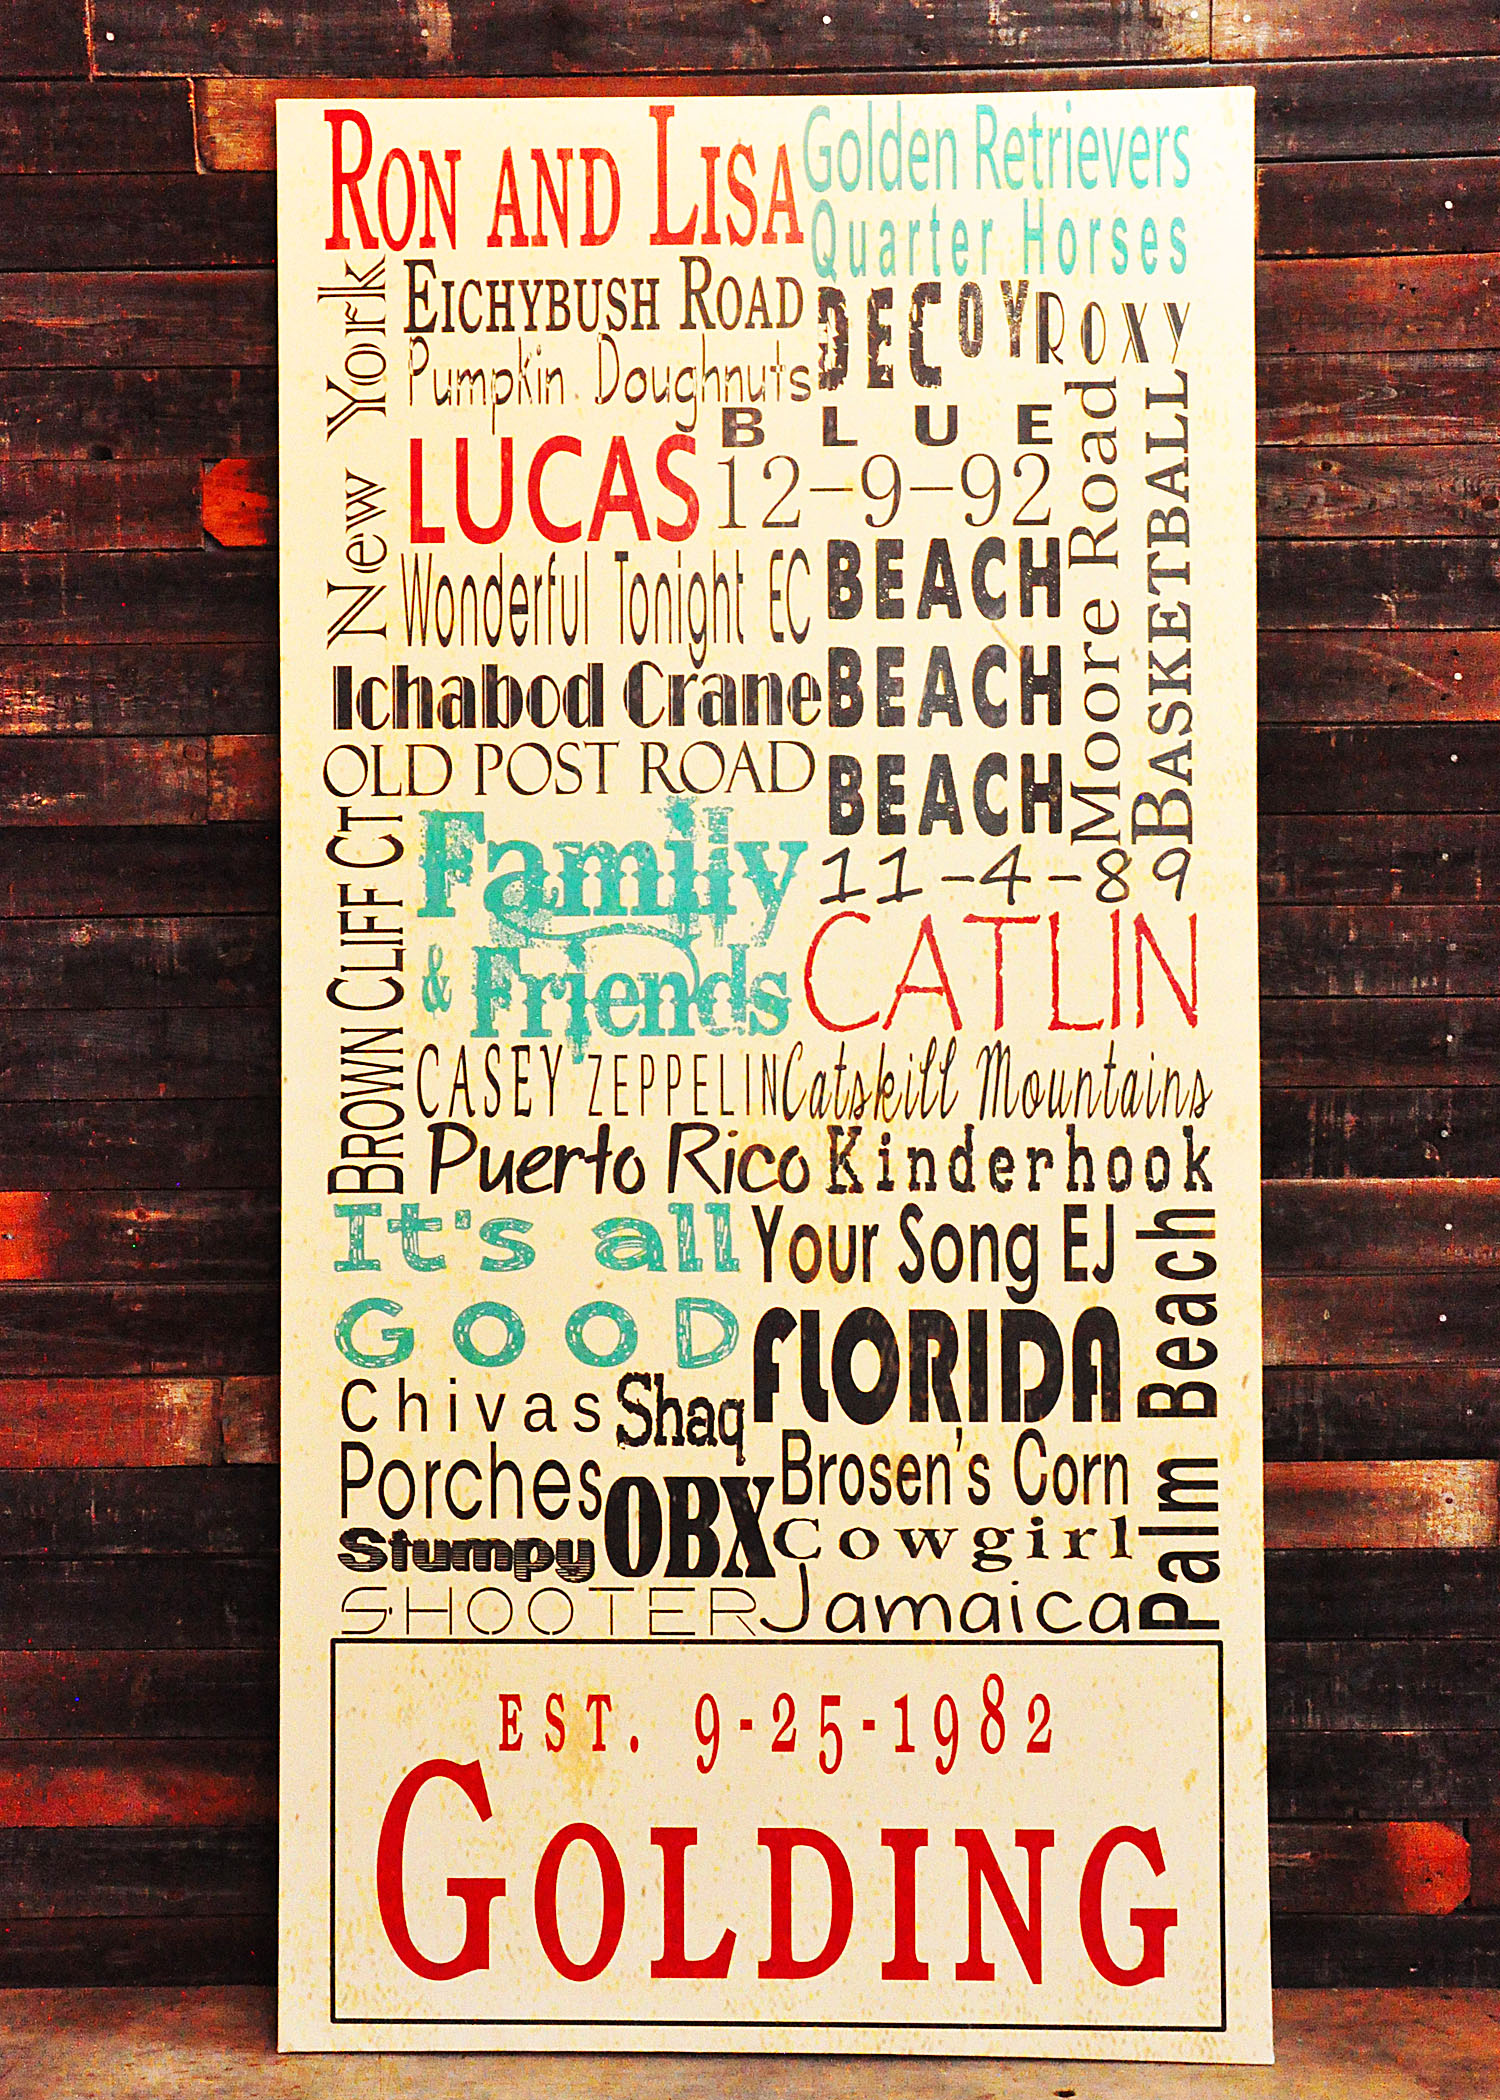 RON AND LISA
Golden Retrievers
Quarter Horses
New York
EICHYBUSH ROAD
DECOY
ROXY
Pumpkin Doughnuts
BLUE
LUCAS
12-9-92
Moore Road
BASKETBALL
Wonderful Tonight EC
BEACH
Ichabod Crane
BEACH
OLD POST ROAD
BEACH
BROWN CLIFF CT
Family
& Friends
11-4-89
CATLIN
CASEY ZEPPELIN
Catskill Mountains
Puerto Rico
Kinderhook
It's all
GOOD
Your Song EJ
FLORIDA
Palm Beach
Chivas
Shaq
Porches
OBX
Brosen's Corn
Stumpy
Cowgirl
SHOOTER
Jamaica
EST. 9-25-1982
GOLDING